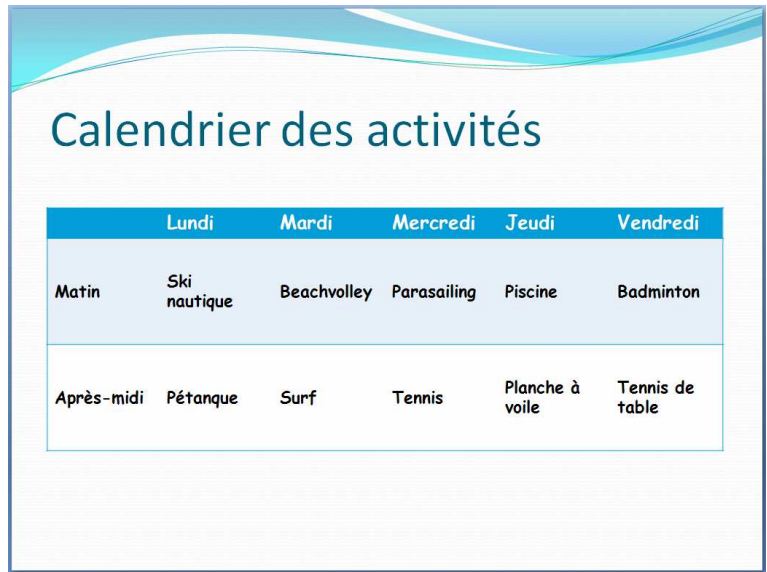 Calendrier des activités
Lundi Mardi Mercredi Jeudi Vendredi
Matin Ski nautique Beachvolley Parasailing Piscine Badminton
Après-midi Pétanque Surf Tennis Planche à voile Tennis de table